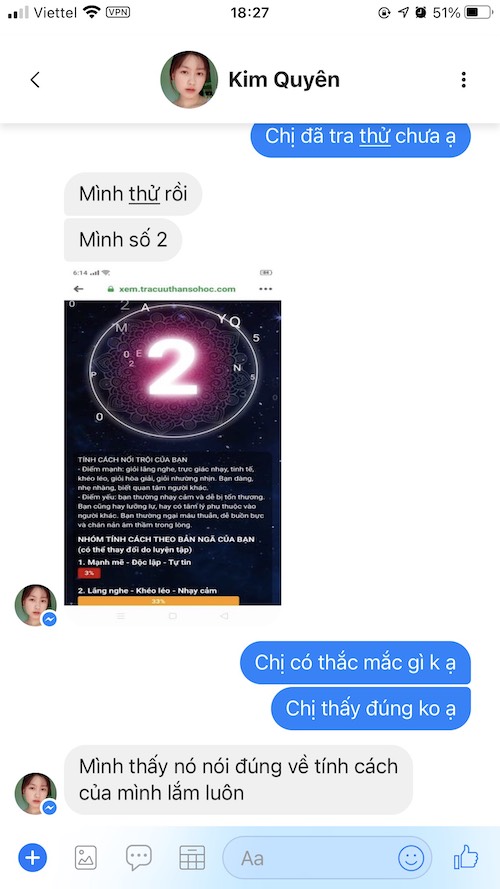 Viettel VPN 18:27 51%
Kim Quyên
Chị đã tra thử chưa ạ
Mình thử rồi
Mình số 2
6:14
xem.tracuuthansohoc.com
0 2 A Y Q
M 5
0 E
2 N
P 5
0
2
TÍNH CÁCH NỔI TRỘI CỦA BẠN
- Điểm mạnh: giỏi lắng nghe, trực giác nhạy, tinh tế,
khéo léo, giỏi hòa giải, giỏi nhường nhịn. Bạn dáng,
nhẹ nhàng, biết quan tâm người khác.
- Điểm yếu: bạn thường nhạy cảm và dễ bị tổn thương.
Bạn cũng hay lưỡng lự, hay có tâm lý phụ thuộc vào
người khác. Bạn thường ngại mâu thuẫn, dễ buồn bực
và chán nản âm thầm trong lòng.
NHÓM TÍNH CÁCH THEO BẢN NGÃ CỦA BẠN
(có thể thay đổi do luyện tập)
1. Mạnh mẽ - Độc lập - Tự tin
3%
2. Lắng nghe - Khéo léo - Nhạy cảm
33%
Chị có thắc mắc gì k ạ
Chị thấy đúng ko ạ
Mình thấy nó nói đúng về tính cách
của mình lắm luôn
Aa